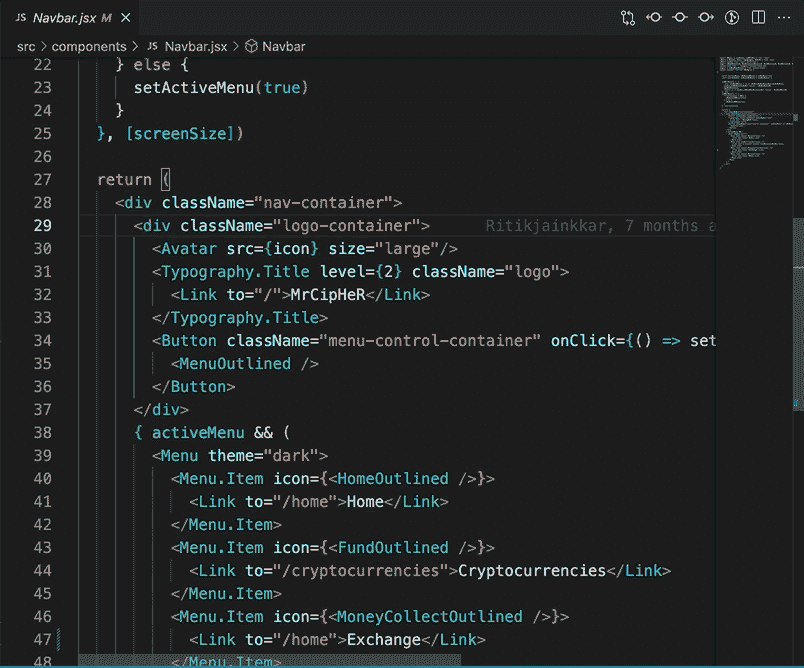 JS Navbar.jsx M ×
src > components > JS Navbar.jsx > Navbar
22 } else {
23 setActiveMenu(true)
24 }
25 }, [screenSize])
26
27 return (
28 <div className="nav-container">
29 <div className="logo-container"> Ritikjainkkar, 7 months a
30 <Avatar src={icon} size="large"/>
31 <Typography.Title level={2} className="logo">
32 <Link to="/">MrCipHeR</Link>
33 </Typography.Title>
34 <Button className="menu-control-container" onClick={() => set
35 <MenuOutlined />
36 </Button>
37 </div>
38 { activeMenu && (
39 <Menu theme="dark">
40 <Menu.Item icon={<HomeOutlined />}>
41 <Link to="/home">Home</Link>
42 </Menu.Item>
43 <Menu.Item icon={<FundOutlined />}>
44 <Link to="/cryptocurrencies">Cryptocurrencies</Link>
45 </Menu.Item>
46 <Menu.Item icon={<MoneyCollectOutlined />}>
47 <Link to="/home">Exchange</Link>
48 </Menu.Item>